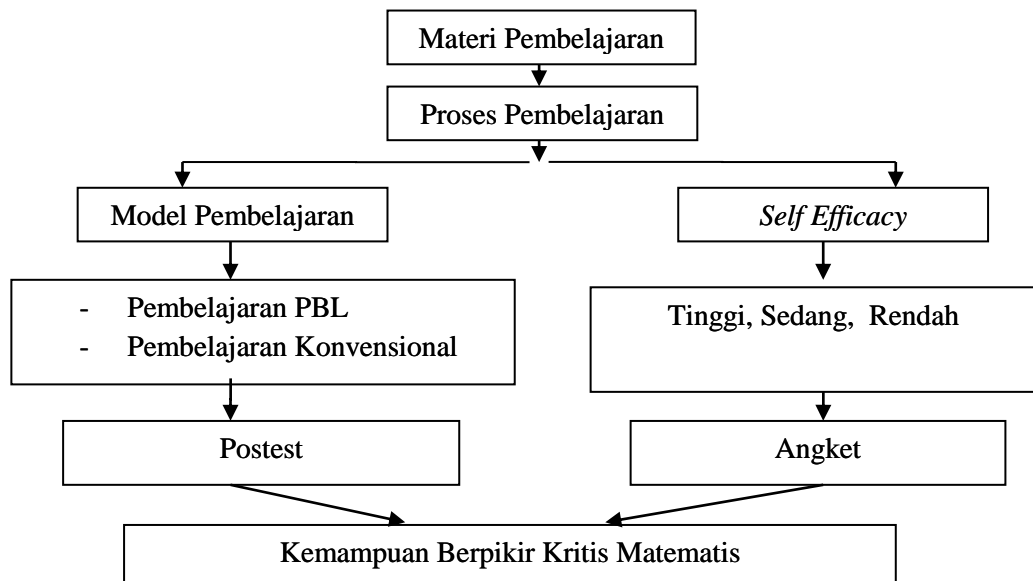 Materi Pembelajaran
Proses Pembelajaran
Model Pembelajaran
Self Efficacy
- Pembelajaran PBL
- Pembelajaran Konvensional
Tinggi, Sedang, Rendah
Postest
Angket
Kemampuan Berpikir Kritis Matematis